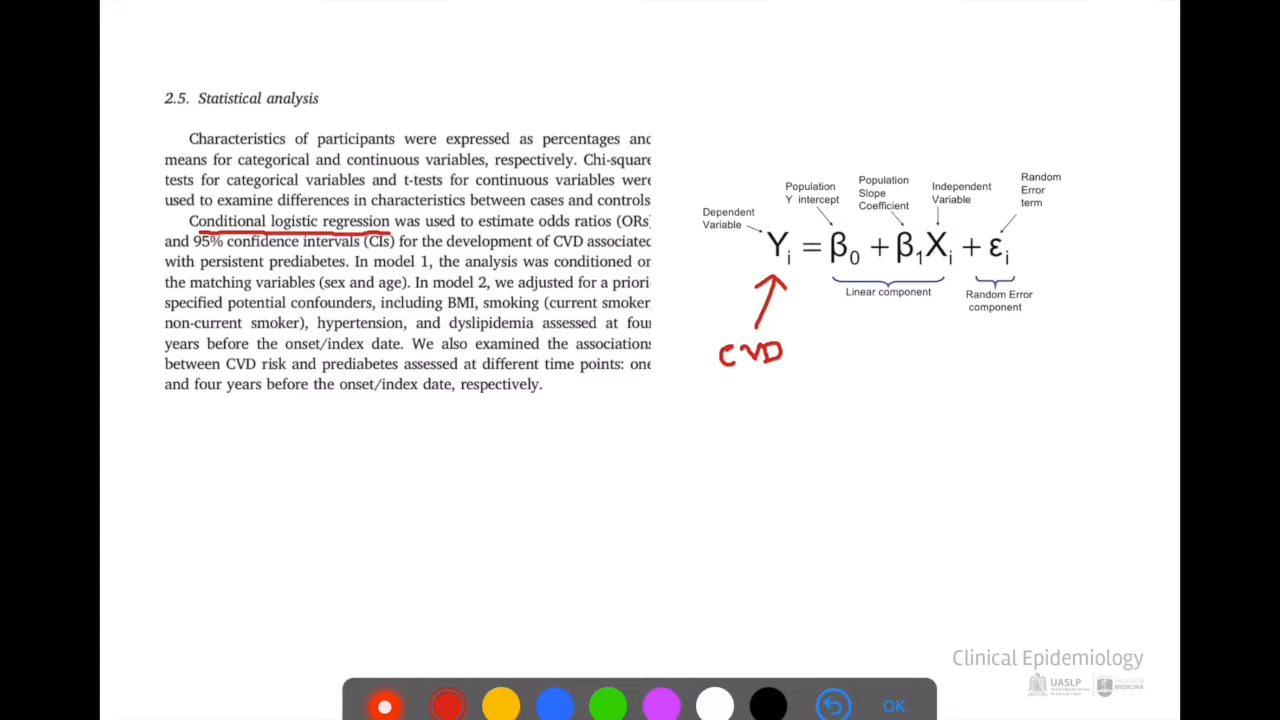 2.5. Statistical analysis
Characteristics of participants were expressed as percentages and
means for categorical and continuous variables, respectively. Chi-square
tests for categorical variables and t-tests for continuous variables were
used to examine differences in characteristics between cases and controls
Conditional logistic regression was used to estimate odds ratios (ORs)
and 95% confidence intervals (CIs) for the development of CVD associated
with persistent prediabetes. In model 1, the analysis was conditioned on
the matching variables (sex and age). In model 2, we adjusted for a priori
specified potential confounders, including BMI, smoking (current smoker
non-current smoker), hypertension, and dyslipidemia assessed at four
years before the onset/index date. We also examined the associations
between CVD risk and prediabetes assessed at different time points: one
and four years before the onset/index date, respectively.
Dependent
Variable
Population
Y intercept
Population
Slope
Coefficient
Independent
Variable
Random
Error
term
Yi = β0 + β1Xi + εi
Linear component
Random Error
component
CVD
Clinical Epidemiology
UASLP
MEDICINA
OK